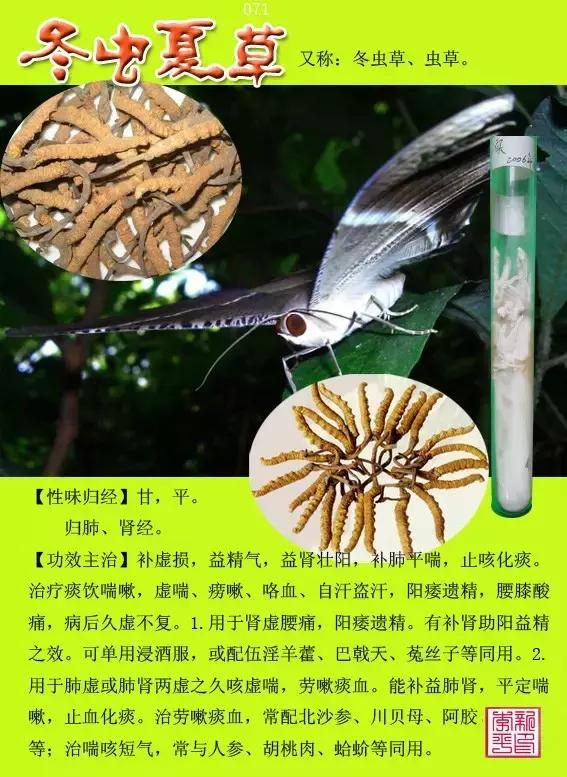 071
冬虫夏草
又称：冬虫草、虫草。
2006年
【性味归经】甘，平。
归肺、肾经。
【功效主治】补虚损，益精气，益肾壮阳，补肺平喘，止咳化痰。
治疗痰饮喘嗽，虚喘、痨嗽、咯血、自汗盗汗，阳痿遗精，腰膝酸
痛，病后久虚不复。1.用于肾虚腰痛，阳痿遗精。有补肾助阳益精
之效。可单用浸酒服，或配伍淫羊藿、巴戟天、菟丝子等同用。2.
用于肺虚或肺肾两虚之久咳虚喘，劳嗽痰血。能补益肺肾，平定喘
嗽，止血化痰。治劳嗽痰血，常配北沙参、川贝母、阿胶
等；治喘咳短气，常与人参、胡桃肉、蛤蚧等同用。